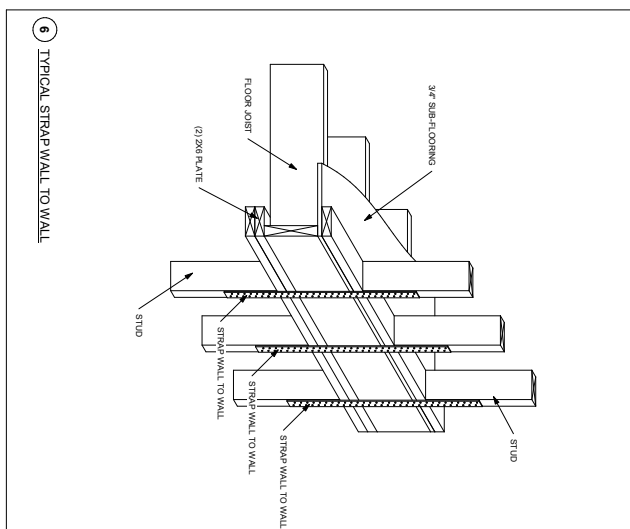 3/4" SUB-FLOORING
FLOOR JOIST
(2) 2X6 PLATE
STUD
STRAP WALL TO WALL
STRAP WALL TO WALL
STRAP WALL TO WALL
STUD
6 TYPICAL STRAP WALL TO WALL